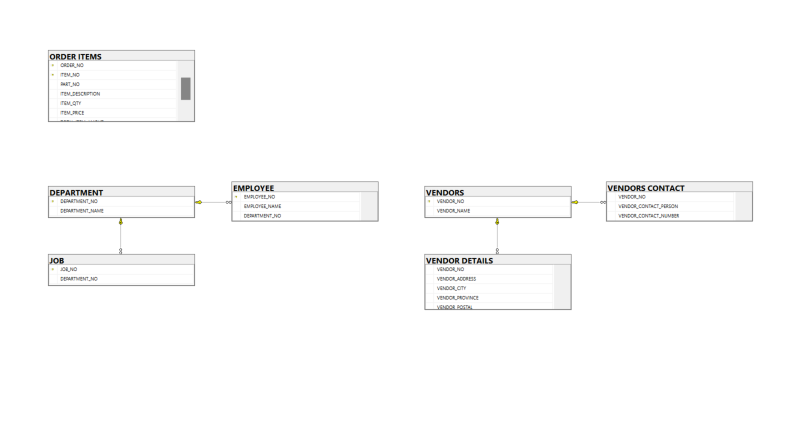 ORDER ITEMS
ORDER_NO
ITEM_NO
PART_NO
ITEM_DESCRIPTION
ITEM_QTY
ITEM_PRICE
DEPARTMENT
DEPARTMENT_NO
DEPARTMENT_NAME
EMPLOYEE
EMPLOYEE_NO
EMPLOYEE_NAME
DEPARTMENT_NO
VENDORS
VENDOR_NO
VENDOR_NAME
VENDORS CONTACT
VENDOR_NO
VENDOR_CONTACT_PERSON
VENDOR_CONTACT_NUMBER
JOB
JOB_NO
DEPARTMENT_NO
VENDOR DETAILS
VENDOR_NO
VENDOR_ADDRESS
VENDOR_CITY
VENDOR_PROVINCE
VENDOR_POSTAL